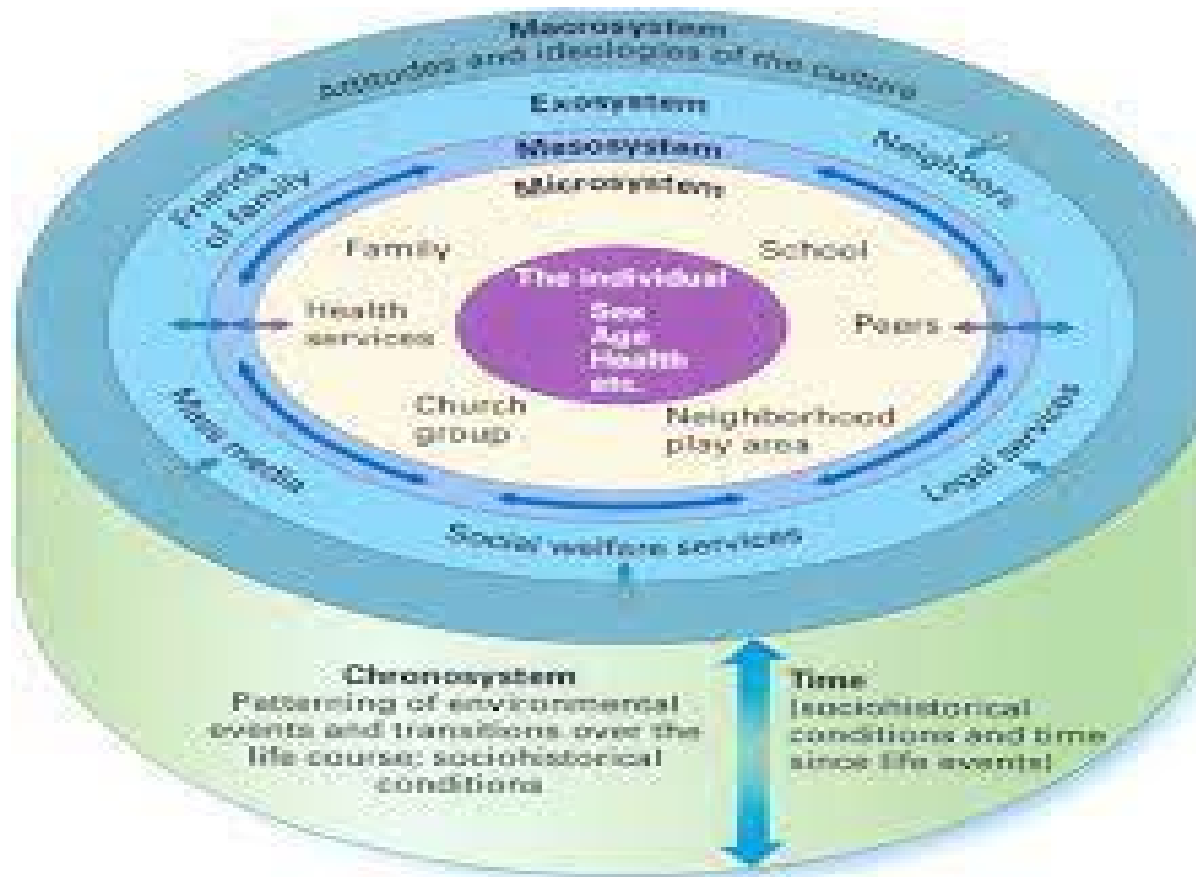 Macrosystem
Attitudes and ideologies of the culture
Exosystem
Mesosystem
Microsystem
Friends
of family
Neighbors
Family
School
The individual
Sex
Age
Health
etc.
Health
services
Peers
Church
group
Neighborhood
play area
Mass media
Legal services
Social welfare services
Chronosystem
Patterning of environmental
events and transitions over the
life course; sociohistorical
conditions
Time
(sociohistorical
conditions and time
since life events)